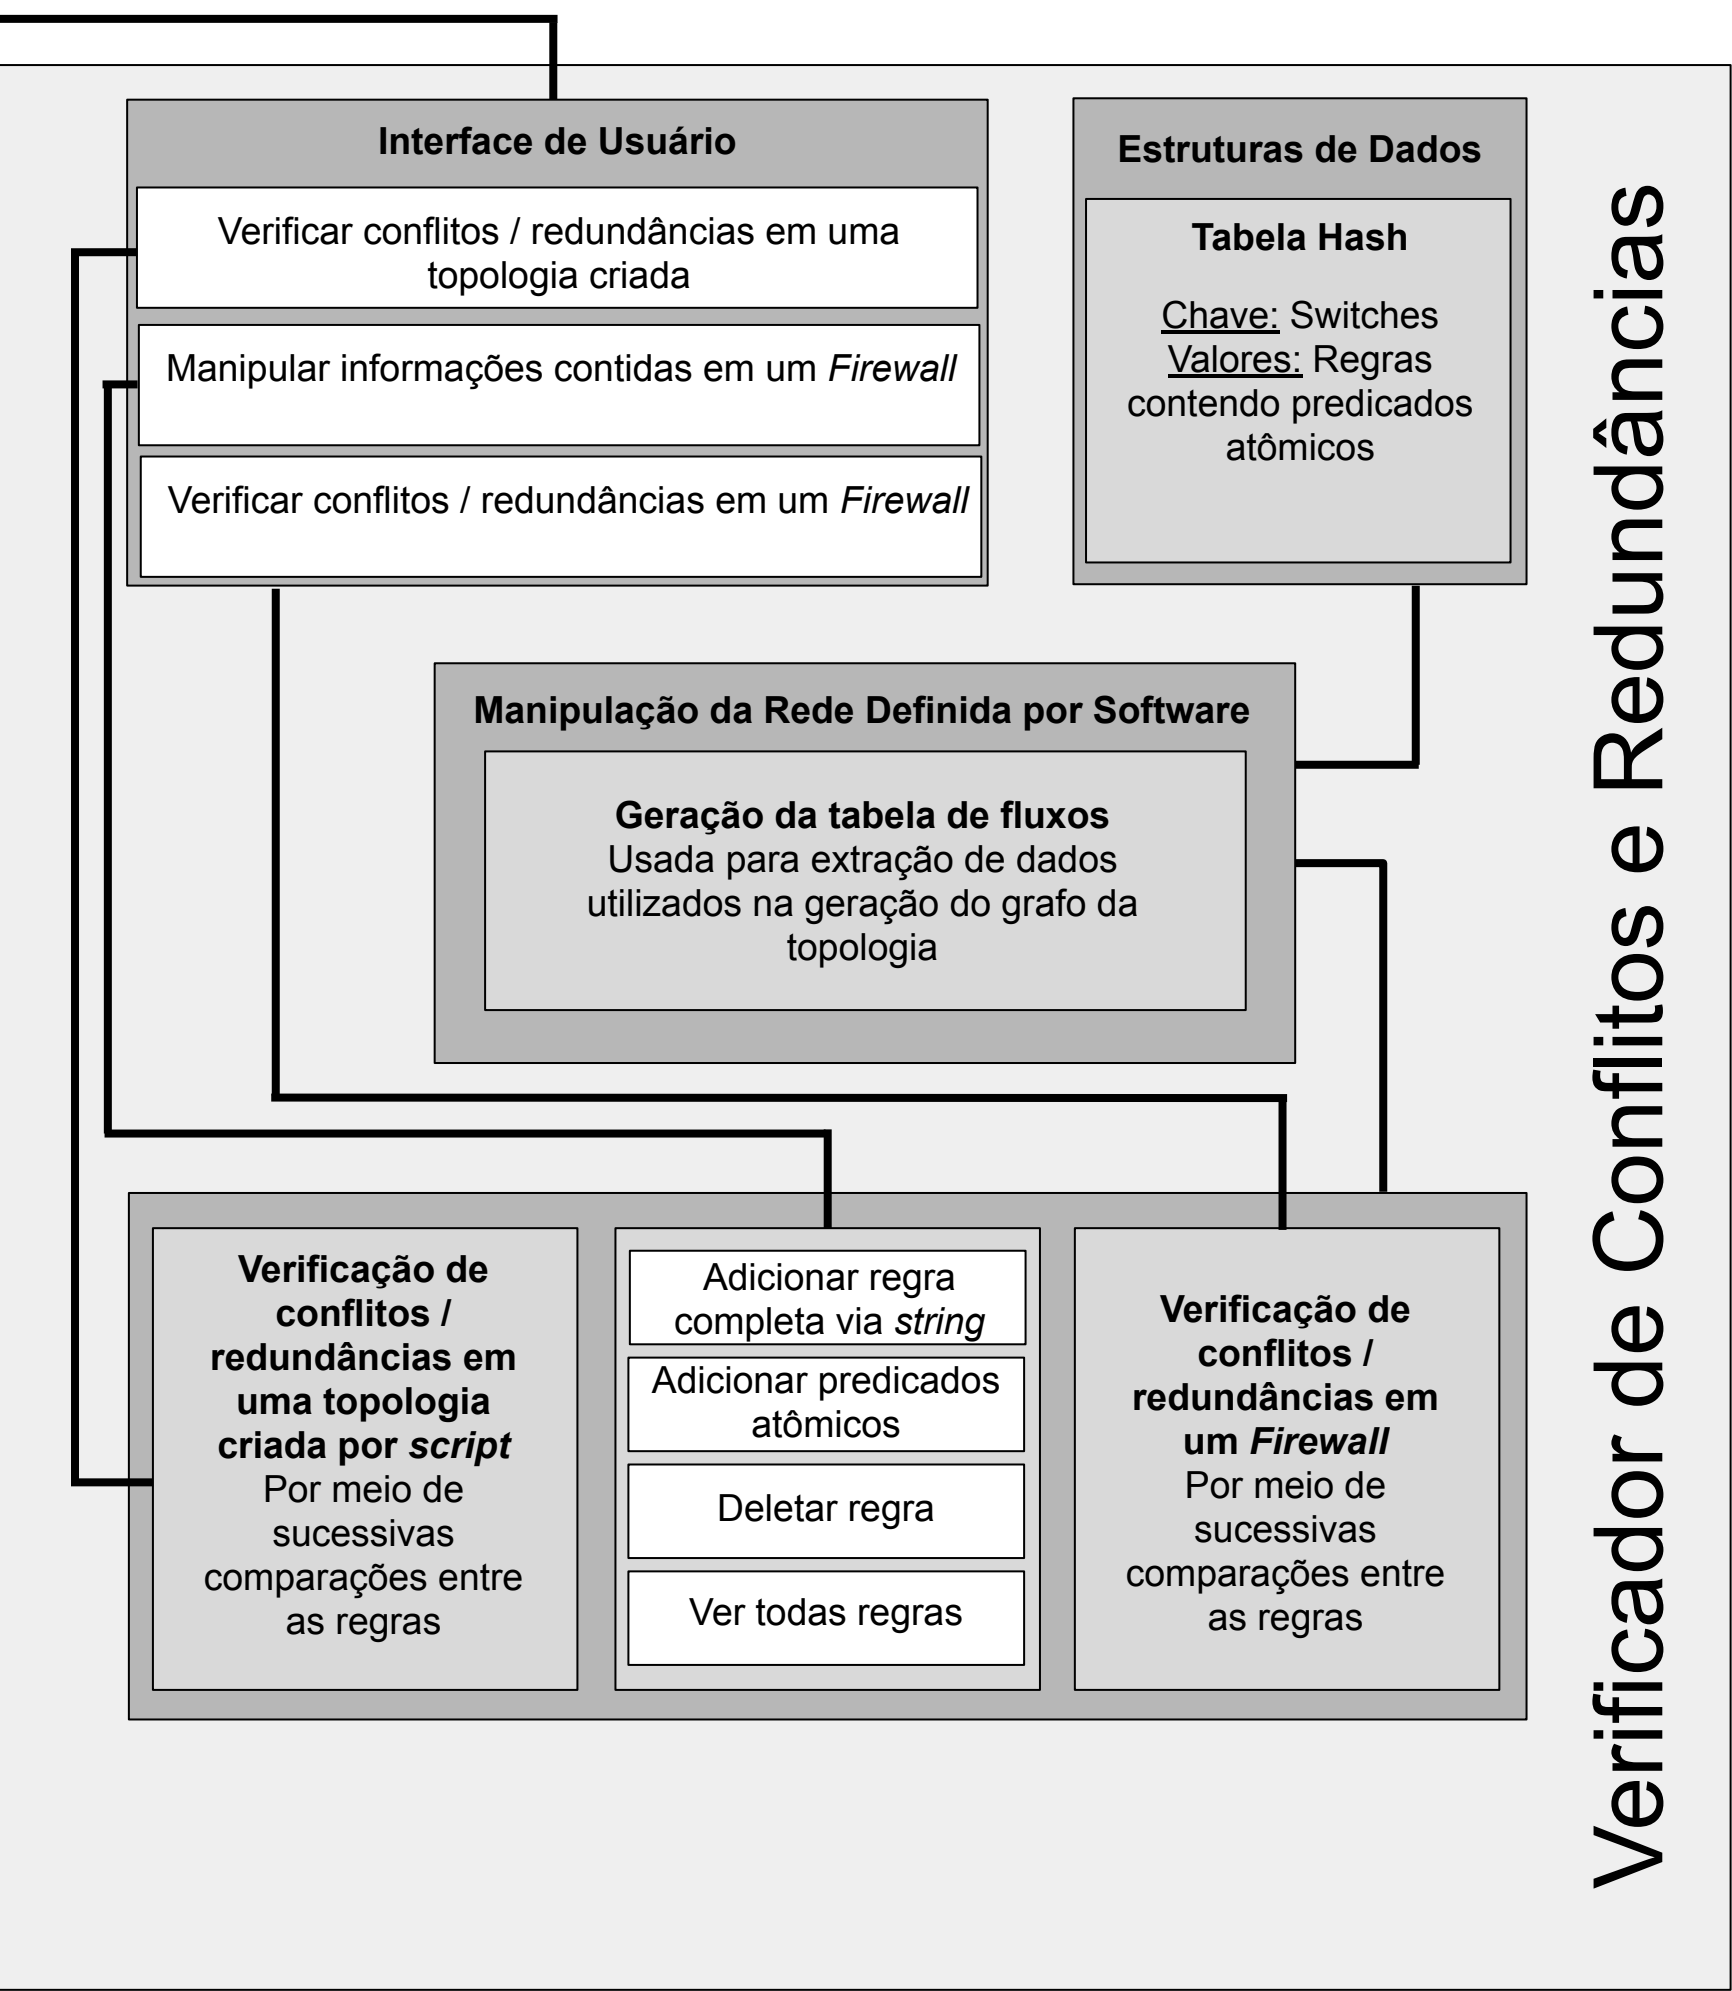 Interface de Usuário
Verificar conflitos / redundâncias em uma
topologia criada
Manipular informações contidas em um Firewall
Verificar conflitos / redundâncias em um Firewall
Estruturas de Dados
Tabela Hash
Chave: Switches
Valores: Regras
contendo predicados
atômicos
Manipulação da Rede Definida por Software
Geração da tabela de fluxos
Usada para extração de dados
utilizados na geração do grafo da
topologia
Verificação de
conflitos /
redundâncias em
uma topologia
criada por script
Por meio de
sucessivas
comparações entre
as regras
Adicionar regra
completa via string
Adicionar predicados
atômicos
Deletar regra
Ver todas regras
Verificação de
conflitos /
redundâncias em
um Firewall
Por meio de
sucessivas
comparações entre
as regras
Verificador de Conflitos e Redundâncias